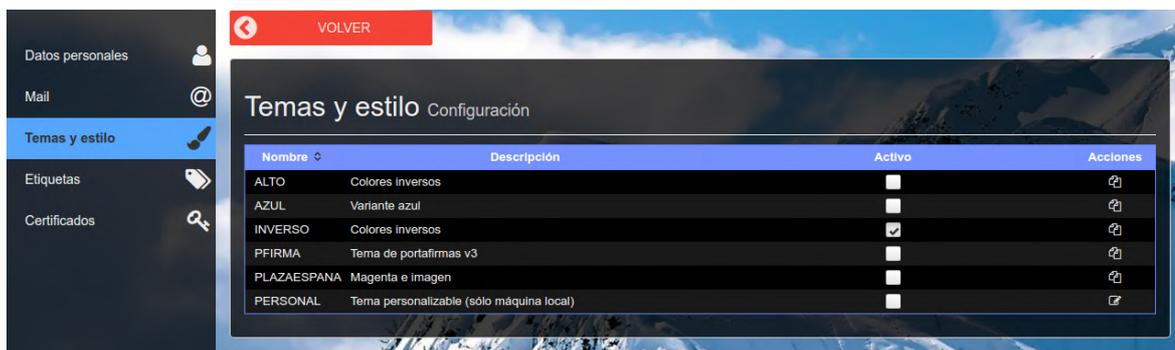 VOLVER
Datos personales
Mail
Temas y estilo
Etiquetas
Certificados
Temas y estilo Configuración
Nombre Descripción Activo Acciones
ALTO Colores inversos
AZUL Variante azul
INVERSO Colores inversos
PFIRMA Tema de portafirmas v3
PLAZAESPANA Magenta e imagen
PERSONAL Tema personalizable (sólo máquina local)